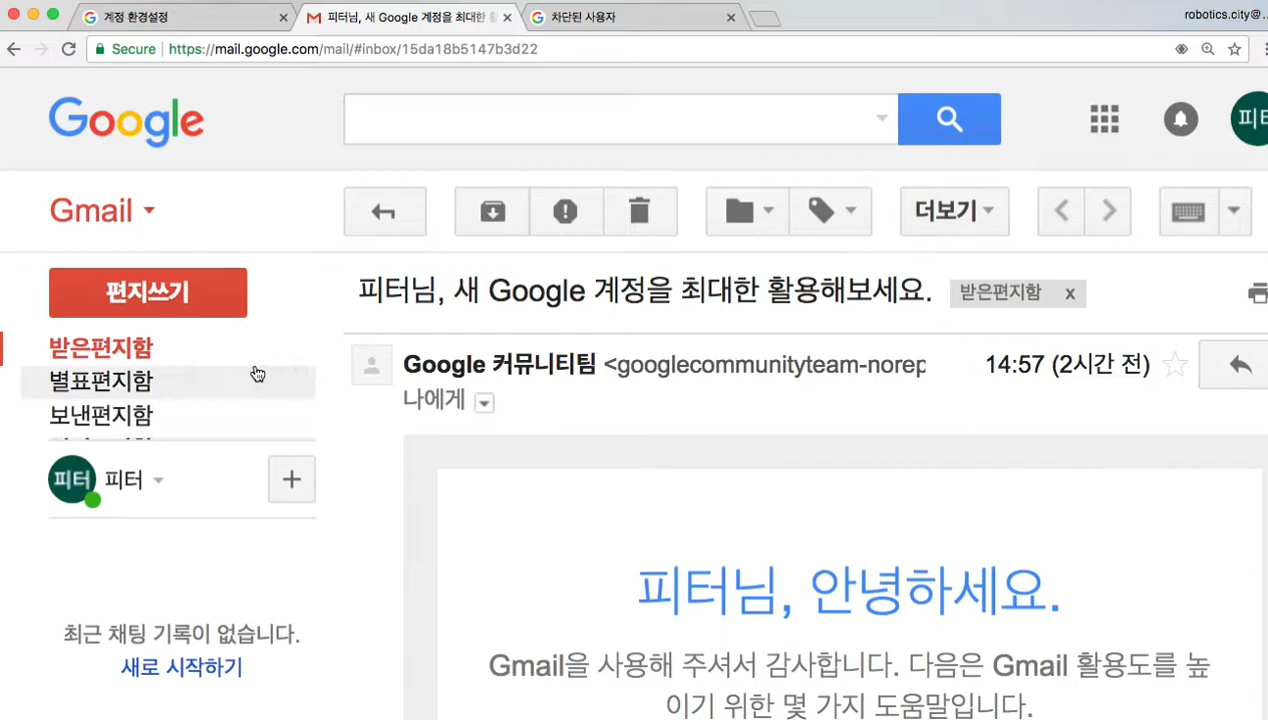 계정 환경설정
피터님, 새 Google 계정을 최대한 활
차단된 사용자
robotics.city@
Secure
https://mail.google.com/mail/#inbox/15da18b5147b3d22
Google
피터
Gmail
더보기
편지쓰기
피터님, 새 Google 계정을 최대한 활용해보세요.
받은편지함 x
받은편지함
Google 커뮤니티팀 <googlecommunityteam-norep
14:57 (2시간 전)
별표편지함
나에게
보낸편지함
피터 피터
피터님, 안녕하세요.
최근 채팅 기록이 없습니다.
새로 시작하기
Gmail을 사용해 주셔서 감사합니다. 다음은 Gmail 활용도를 높
이기 위한 몇 가지 도움말입니다.